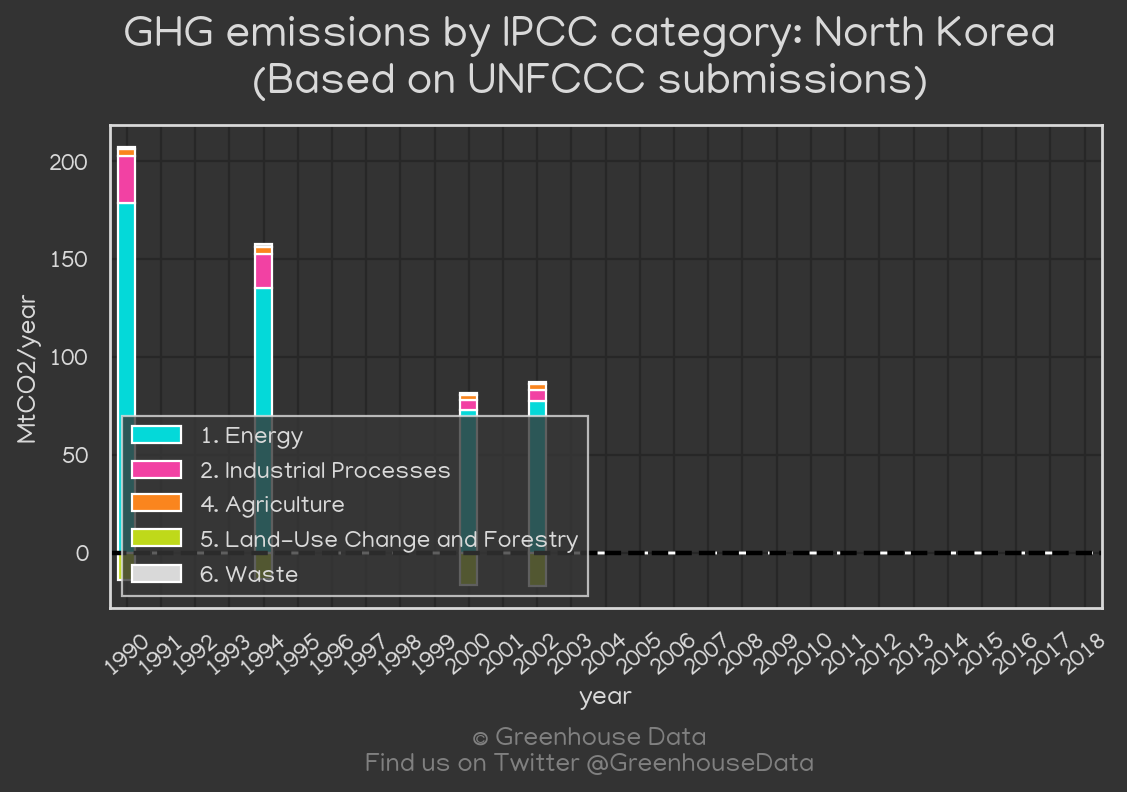 GHG emissions by IPCC category: North Korea
(Based on UNFCCC submissions)
MtCO2/year
200
150
100
50
0
1. Energy
2. Industrial Processes
4. Agriculture
5. Land-Use Change and Forestry
6. Waste
1990 1991 1992 1993 1994 1995 1996 1997 1998 1999 2000 2001 2002 2003 2004 2005 2006 2007 2008 2009 2010 2011 2012 2013 2014 2015 2016 2017 2018
year
© Greenhouse Data
Find us on Twitter @GreenhouseData